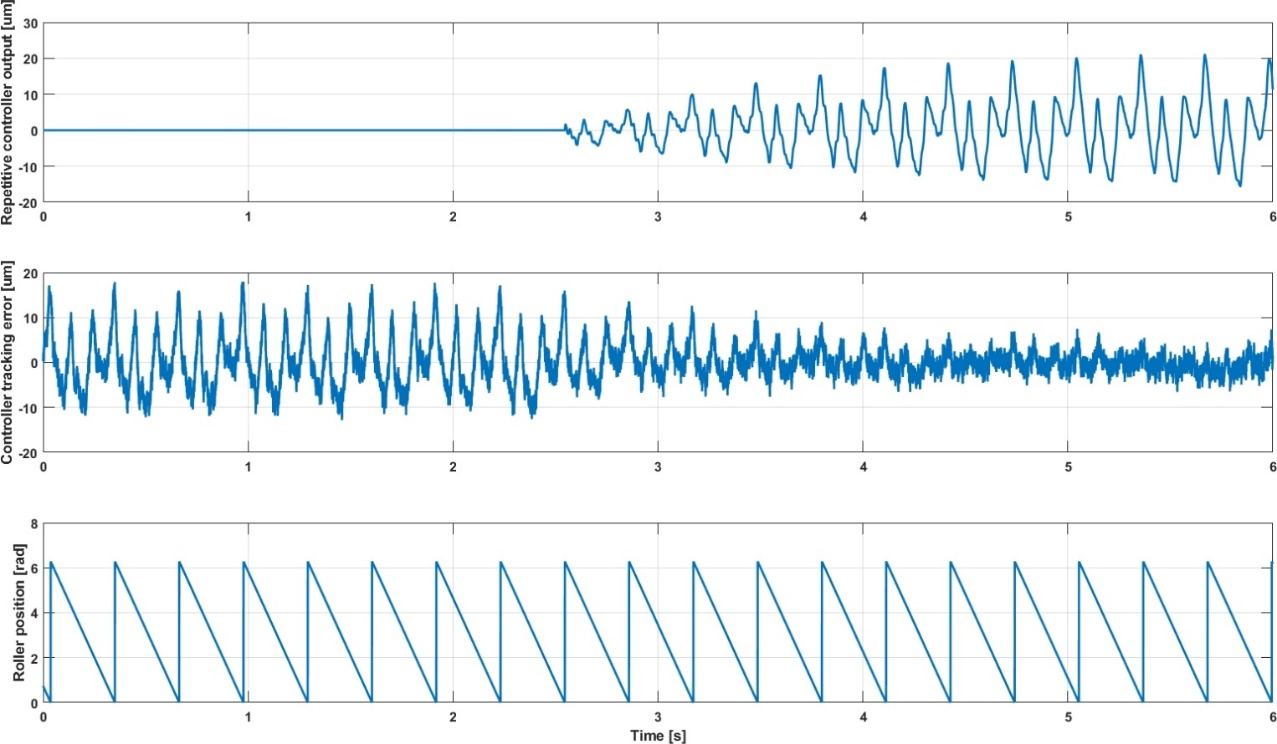 Repetitive controller output [um]
30
20
10
0
-10
-20
0 1 2 3 4 5 6
Controller tracking error [um]
20
10
0
-10
-20
0 1 2 3 4 5 6
Roller position [rad]
8
6
4
2
0
0 1 2 3 4 5 6
Time [s]